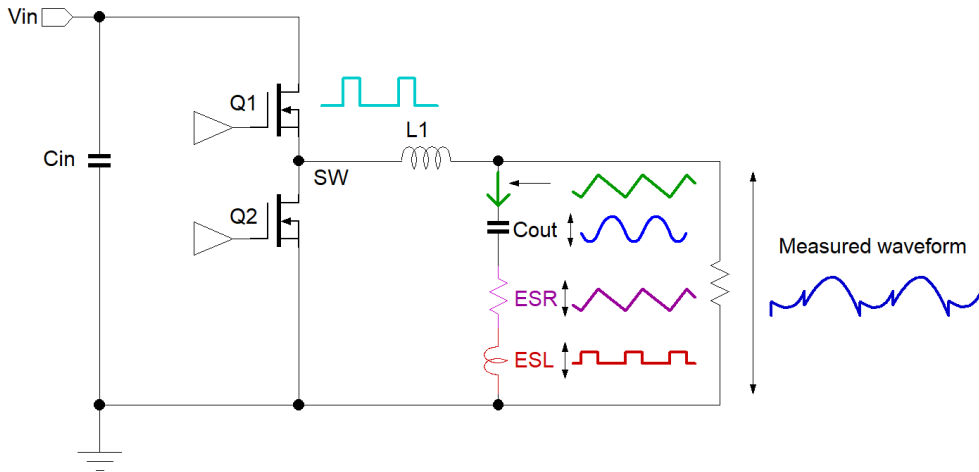 Vin
Q1
L1
Cin
SW
Q2
Cout
Measured waveform
ESR
ESL